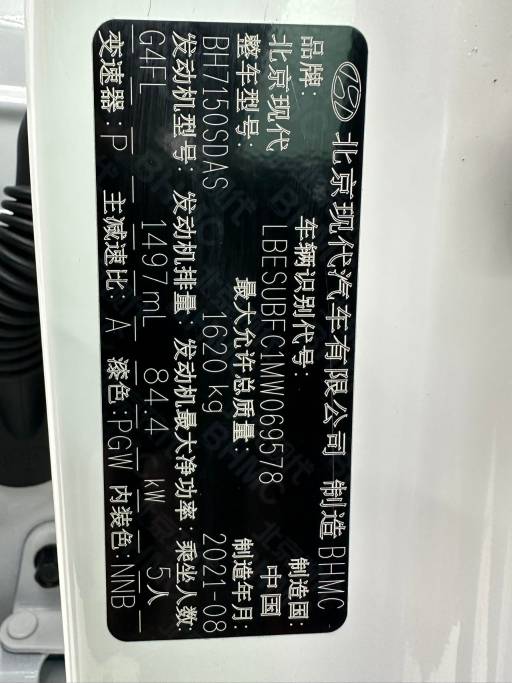 北京现代汽车有限公司 制造 BHMC
品牌: 车辆识别代号: 制造国:
北京现代 LBESUBFC1MW069578 中国
整车型号: 最大允许总质量: 制造年月:
BH7150SDAS 1620 kg 2021-08
发动机型号: 发动机排量: 发动机最大净功率: 乘坐人数:
G4FL 1497mL 84.4 kW 5人
变速器: P 主减速比: A 漆色: PGW 内装色: NNB